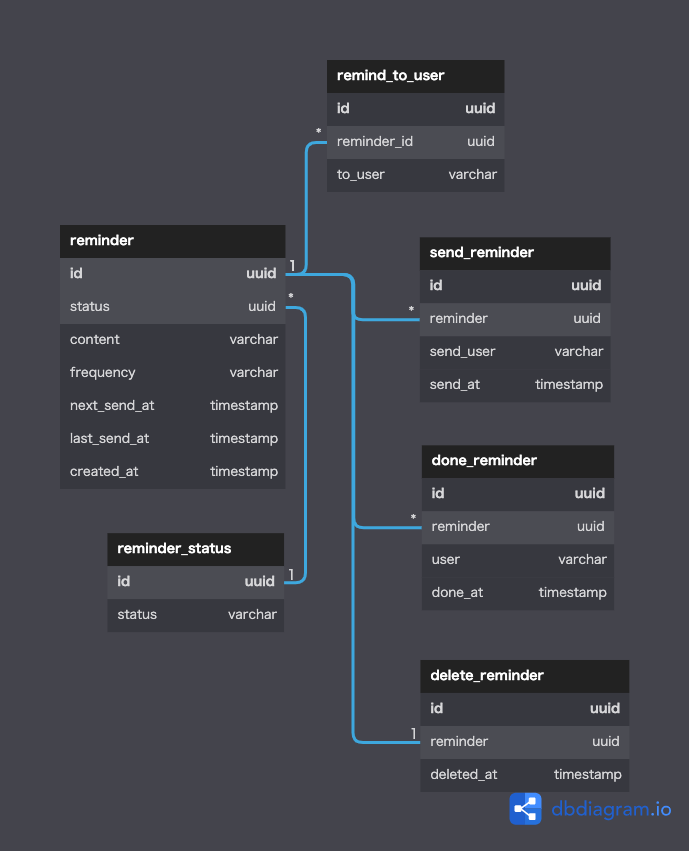 remind_to_user
id uuid
reminder_id uuid
to_user varchar
*
reminder
id uuid
status uuid
content varchar
frequency varchar
next_send_at timestamp
last_send_at timestamp
created_at timestamp
1
*
send_reminder
id uuid
reminder uuid
send_user varchar
send_at timestamp
*
done_reminder
id uuid
reminder uuid
user varchar
done_at timestamp
*
reminder_status
id uuid
status varchar
1
delete_reminder
id uuid
reminder uuid
deleted_at timestamp
1
dbdiagram.io